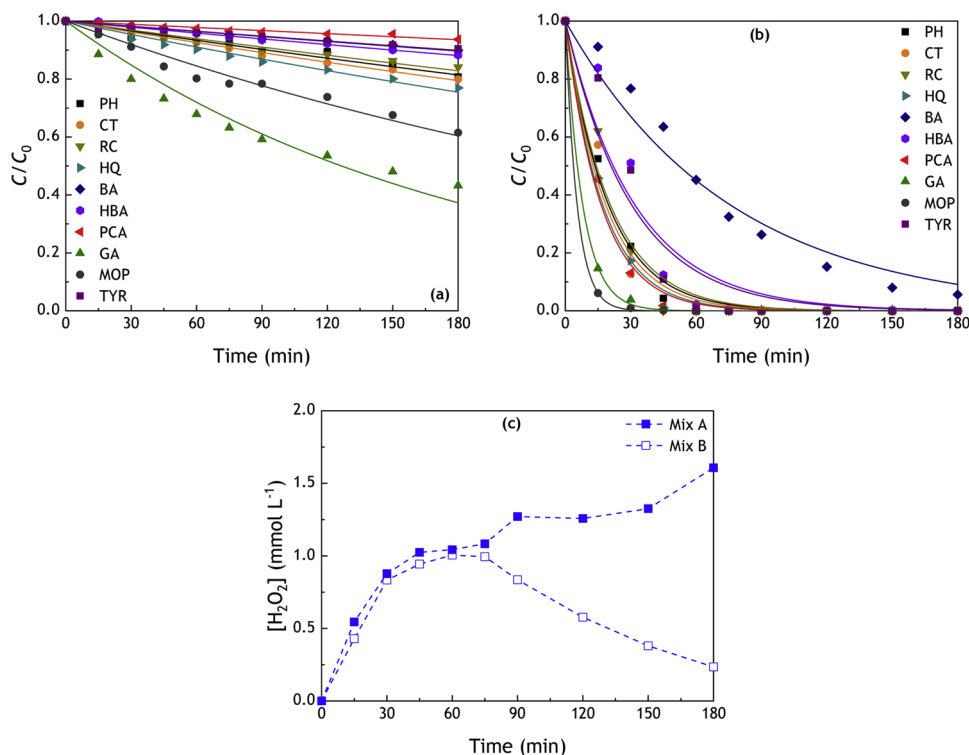 1.0
0.8
0.6
0.4
0.2
0.0
C/C0
PH
CT
RC
HQ
BA
HBA
PCA
GA
MOP
TYR
(a)
0 30 60 90 120 150 180
Time (min)
1.0
0.8
0.6
0.4
0.2
0.0
C/C0
(b)
PH
CT
RC
HQ
BA
HBA
PCA
GA
MOP
TYR
0 30 60 90 120 150 180
Time (min)
2.0
1.5
1.0
0.5
0.0
[H2O2] (mmol L-1)
(c)
Mix A
Mix B
0 30 60 90 120 150 180
Time (min)